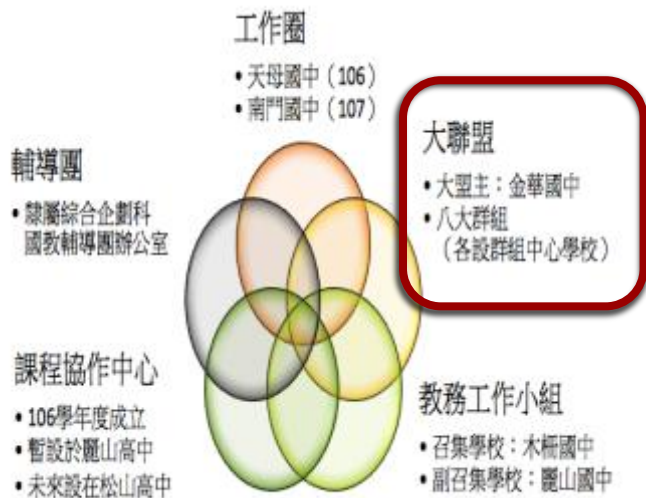 工作圈
• 天母國中（106）
• 南門國中（107）
大聯盟
• 大盟主：金華國中
• 八大群組
（各設群組中心學校）
輔導團
• 隸屬綜合企劃科
國教輔導團辦公室
課程協作中心
• 106學年度成立
• 暫設於麗山高中
• 未來設在松山高中
教務工作小組
• 召集學校：木柵國中
• 副召集學校：麗山國中